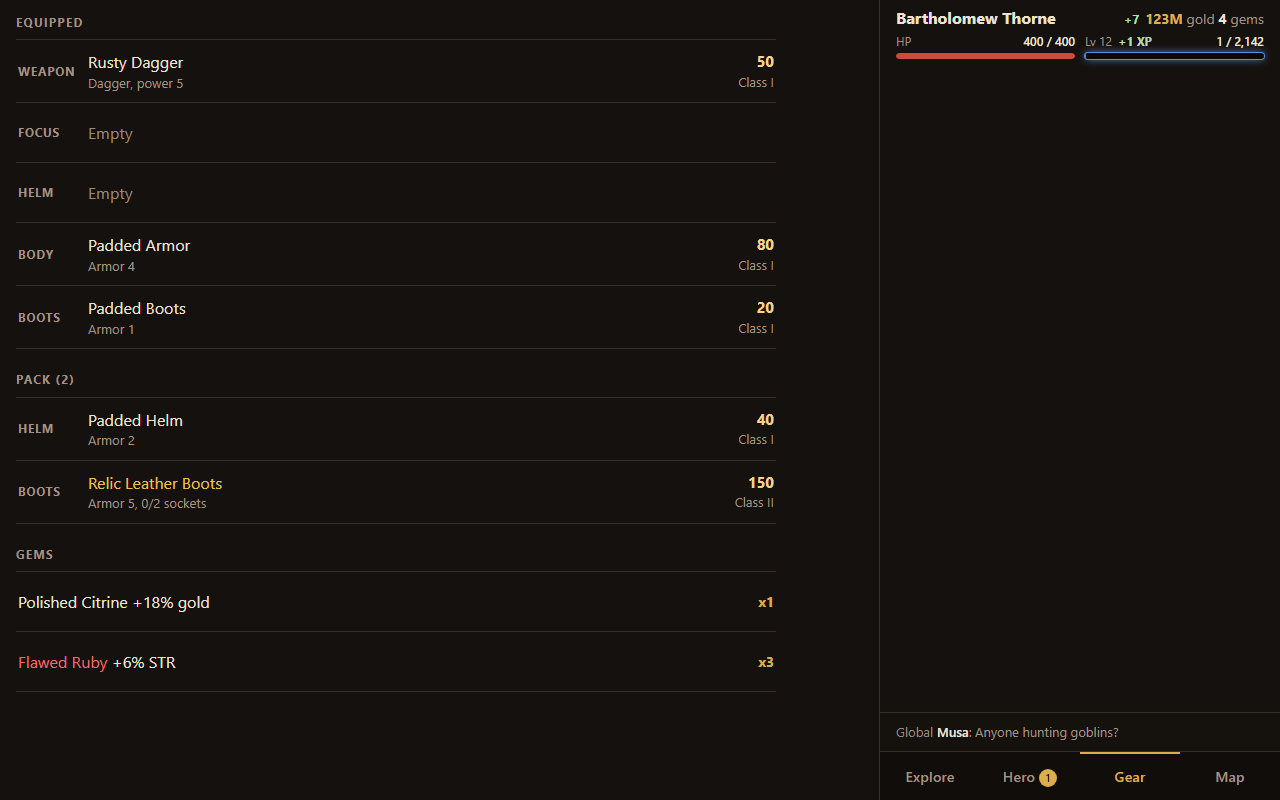 EQUIPPED
WEAPON Rusty Dagger 50
Dagger, power 5 Class I
FOCUS Empty
HELM Empty
BODY Padded Armor 80
Armor 4 Class I
BOOTS Padded Boots 20
Armor 1 Class I
PACK (2)
HELM Padded Helm 40
Armor 2 Class I
BOOTS Relic Leather Boots 150
Armor 5, 0/2 sockets Class II
GEMS
Polished Citrine +18% gold x1
Flawed Ruby +6% STR x3
Bartholomew Thorne +7 123M gold 4 gems
HP 400 / 400 Lv 12 +1 XP 1 / 2,142
Global Musa: Anyone hunting goblins?
Explore Hero 1 Gear Map